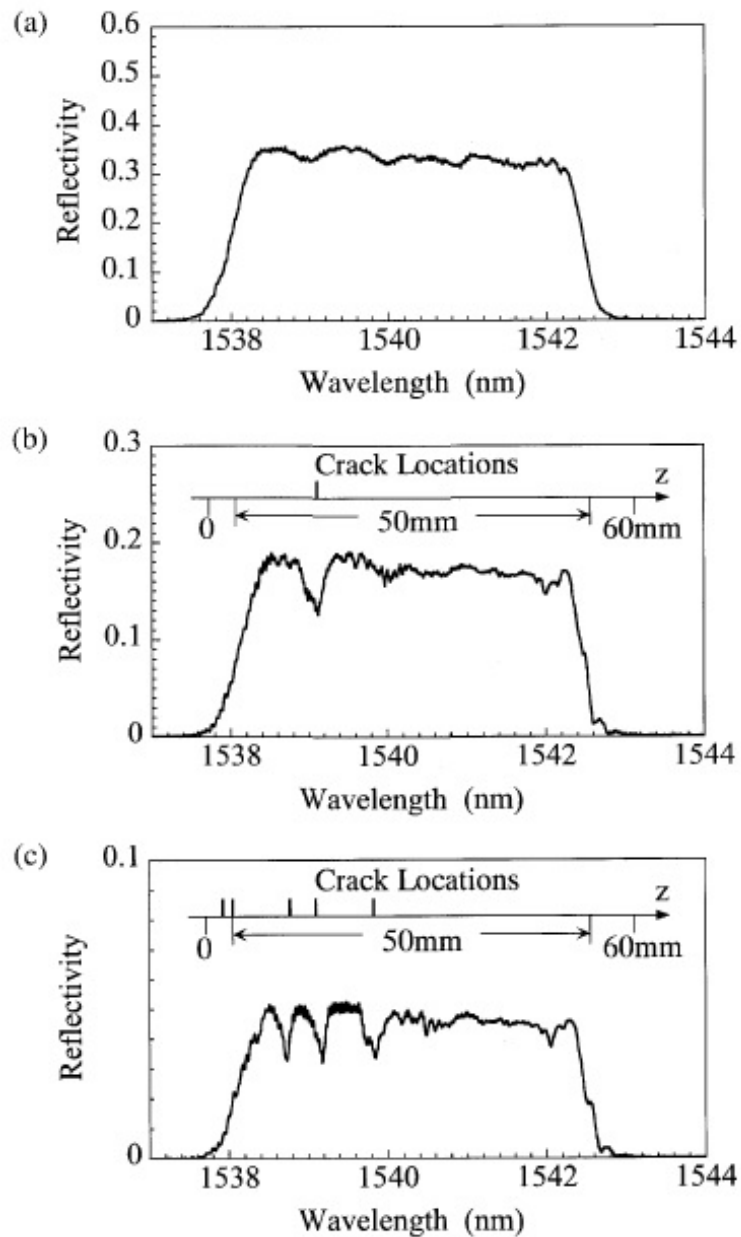 (a)
0.6
0.5
0.4
0.3
0.2
0.1
0
Reflectivity
1538 1540 1542 1544
Wavelength (nm)
(b)
0.3
0.2
0.1
0
Reflectivity
Crack Locations
z
0 50mm 60mm
1538 1540 1542 1544
Wavelength (nm)
(c)
0.1
0
Reflectivity
Crack Locations
z
0 50mm 60mm
1538 1540 1542 1544
Wavelength (nm)